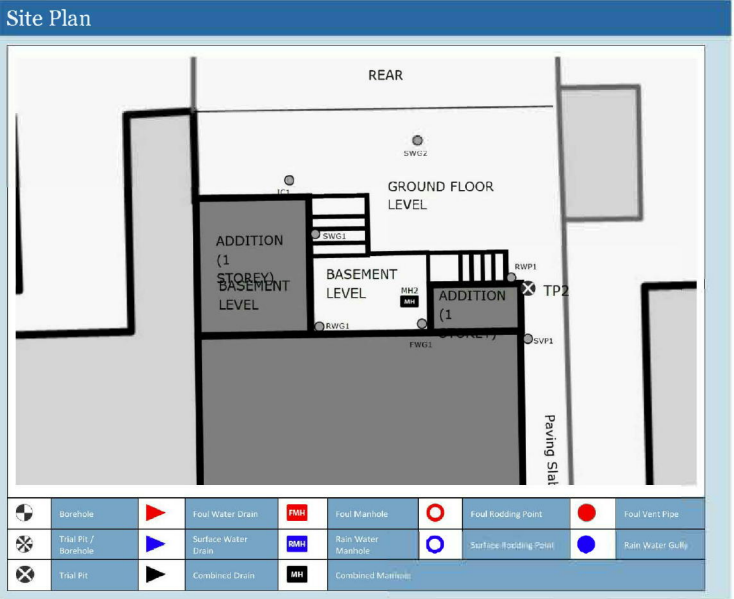 Site Plan
REAR
SWG2
IC1
GROUND FLOOR
LEVEL
ADDITION
(1
STOREY)
BASEMENT
LEVEL
SWG1
BASEMENT
LEVEL
MH2
MH
RWP1
TP2
ADDITION
(1
STOREY)
RWG1
FWG1
SVP1
Paving Slab
Borehole
Foul Water Drain
FMH
Foul Manhole
Foul Rodding Point
Foul Vent Pipe
Trial Pit /
Borehole
Surface Water
Drain
RMH
Rain Water
Manhole
Surface Rodding Point
Rain Water Gully
Trial Pit
Combined Drain
MH
Combined Manhole